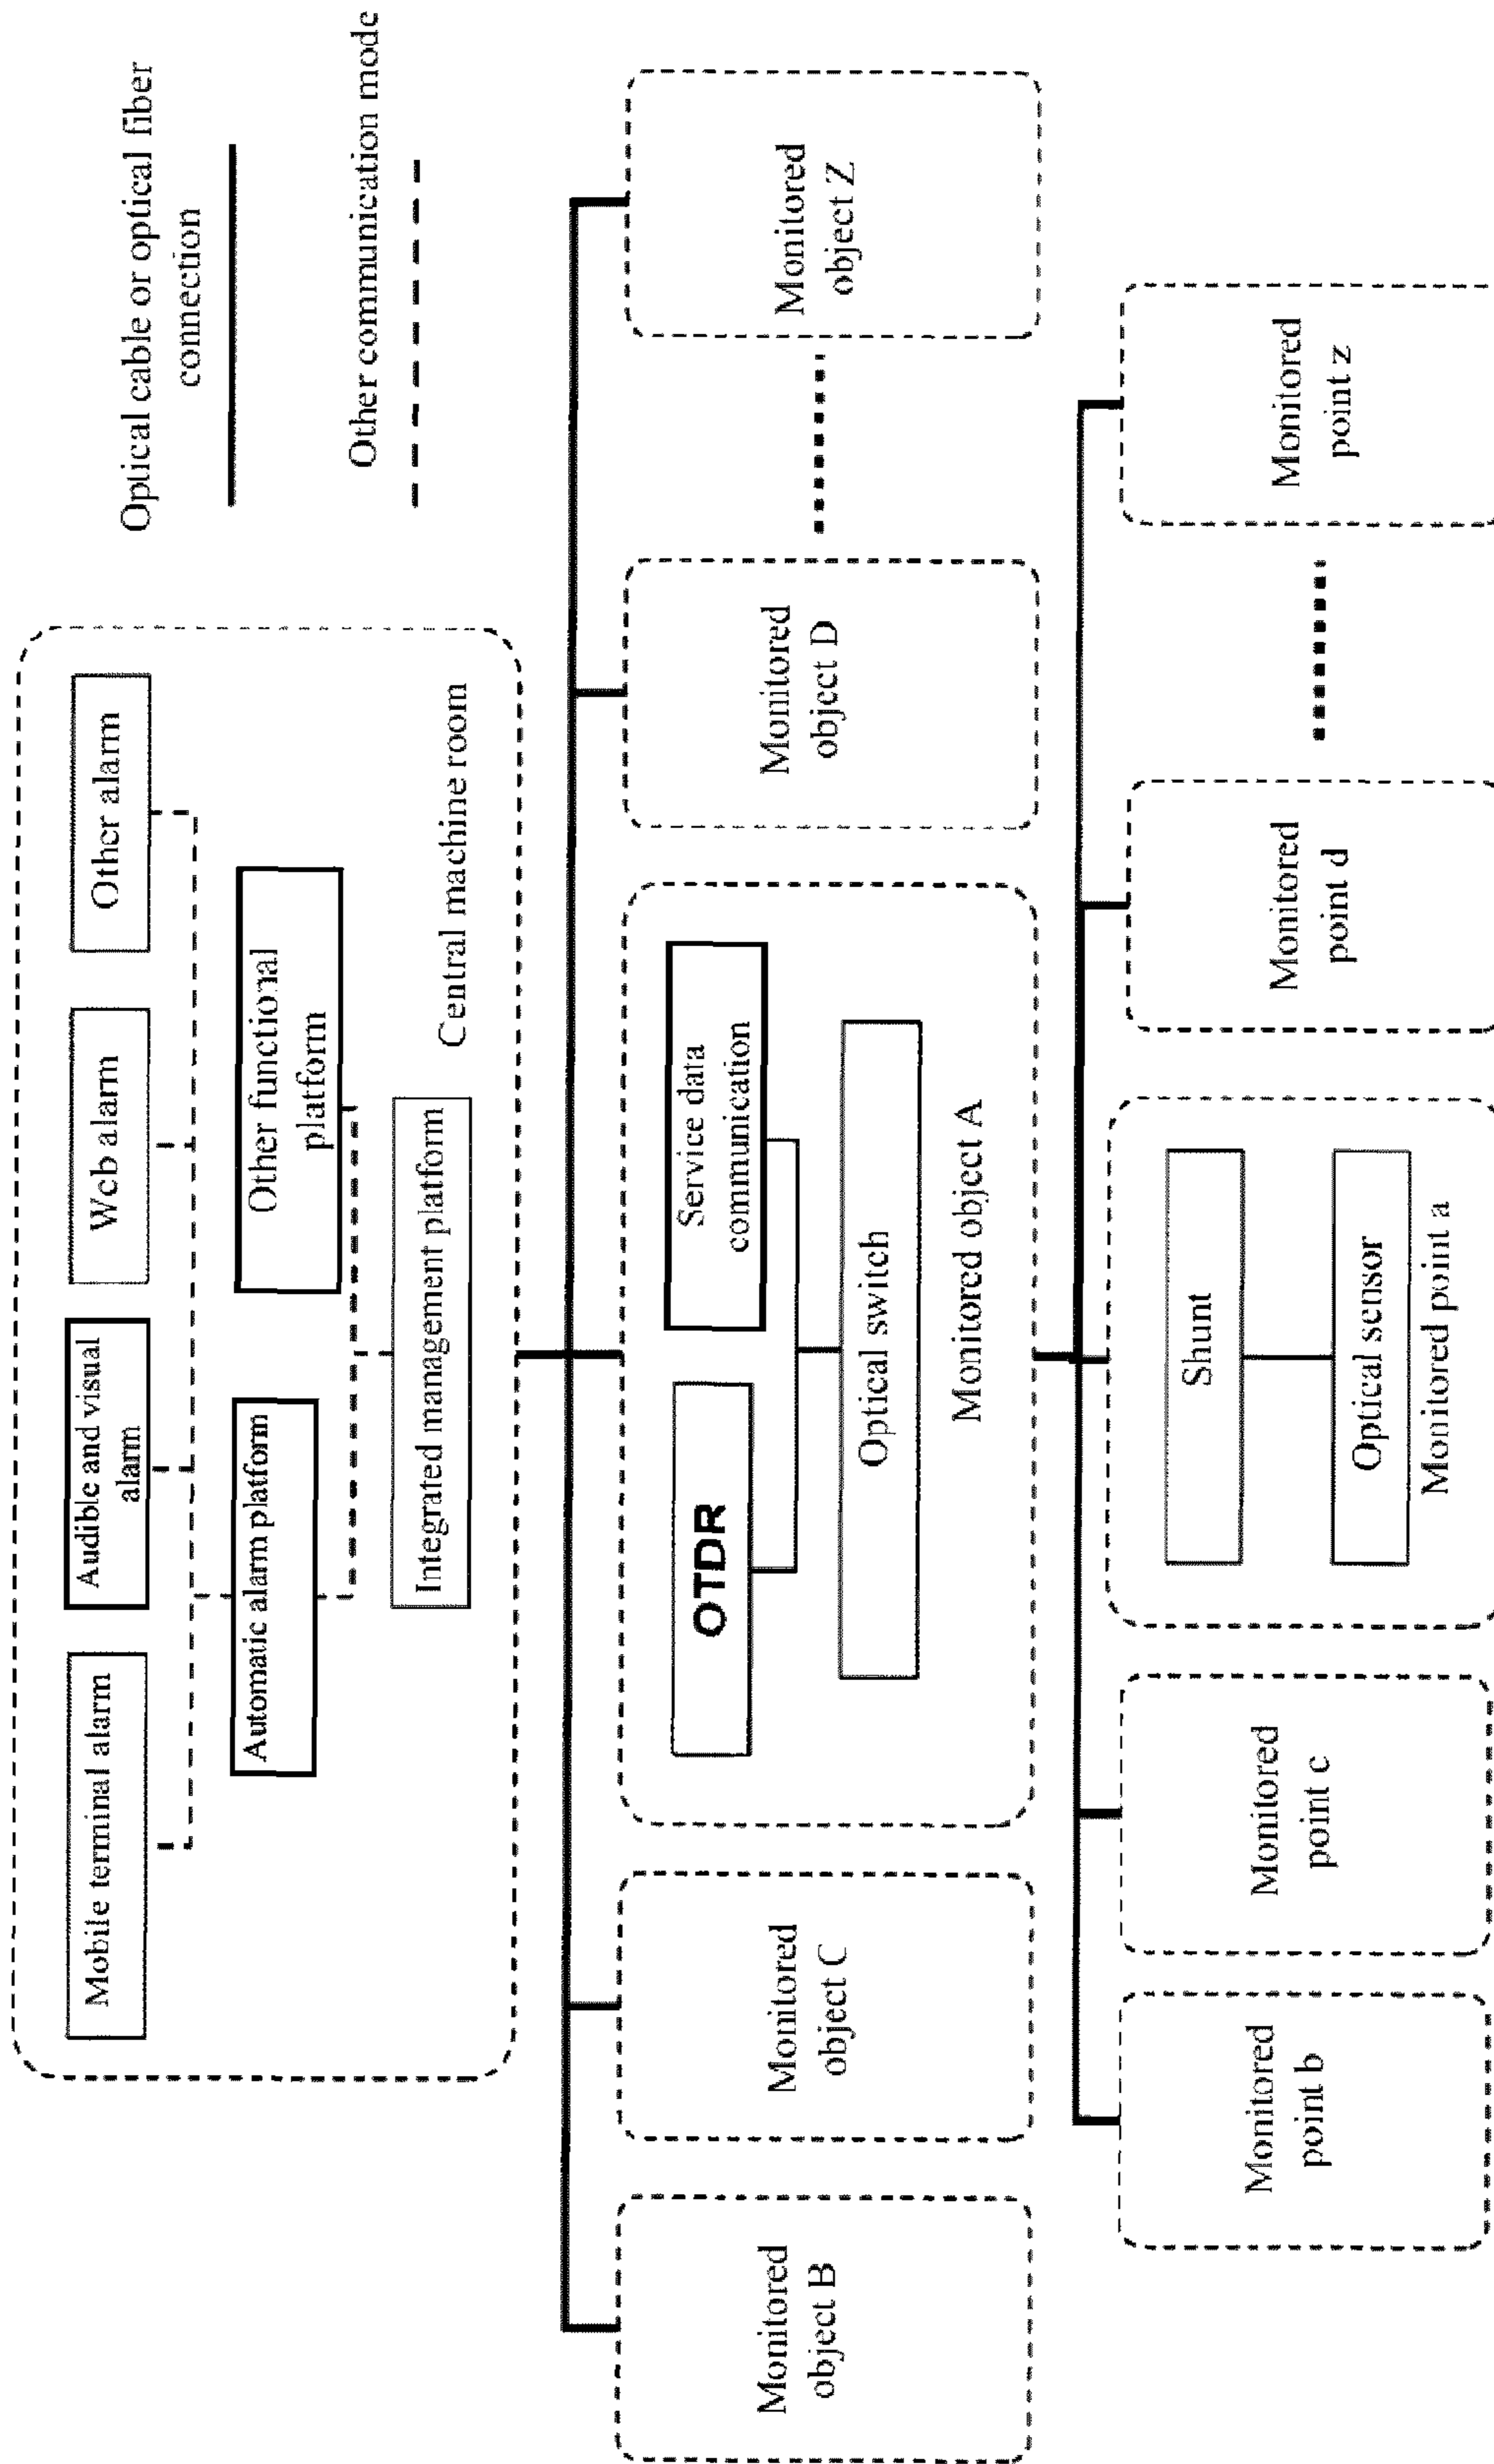 Mobile terminal alarm
Audible and visual
alarm
Web alarm
Other alarm
Automatic alarm platform
Other functional
platform
Integrated management platform
Central machine room
Optical cable or optical fiber
connection
Other communication mode
Monitored
object B
Monitored
object C
OTDR
Service data
communication
Optical switch
Monitored object A
Monitored
object D
Monitored
object Z
Monitored
point b
Monitored
point c
Shunt
Optical sensor
Monitored point a
Monitored
point d
Monitored
point z